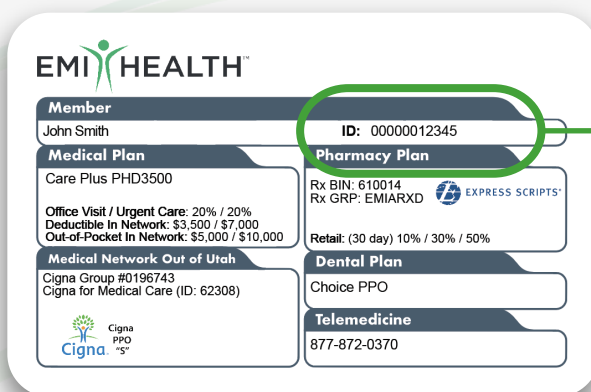 EMI HEALTH™
Member
John Smith
ID: 00000012345
Medical Plan
Care Plus PHD3500
Office Visit / Urgent Care: 20% / 20%
Deductible In Network: $3,500 / $7,000
Out-of-Pocket In Network: $5,000 / $10,000
Pharmacy Plan
Rx BIN: 610014
Rx GRP: EMIARXD
EXPRESS SCRIPTS®
Retail: (30 day) 10% / 30% / 50%
Medical Network Out of Utah
Cigna Group #0196743
Cigna for Medical Care (ID: 62308)
Cigna.
Cigna
PPO
"S"
Dental Plan
Choice PPO
Telemedicine
877-872-0370